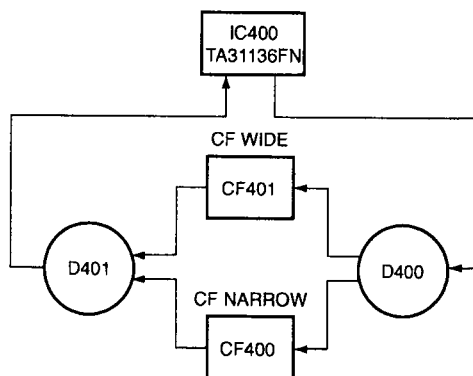 IC400
TA31136FN
CF WIDE
CF401
D401
D400
CF NARROW
CF400